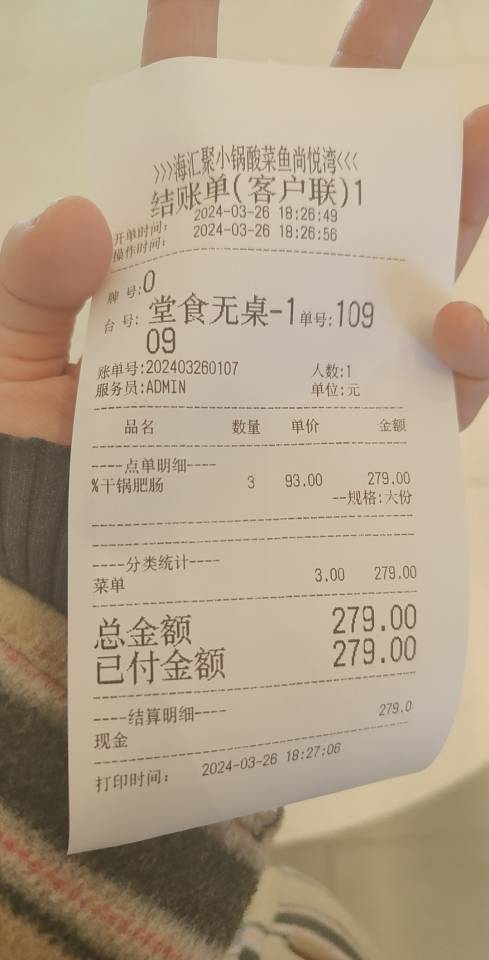 >>>海汇聚小锅酸菜鱼尚悦湾<<<
结账单(客户联)1
开单时间: 2024-03-26 18:26:49
操作时间: 2024-03-26 18:26:56
牌 号:0
台 号: 堂食无桌-1 单号:109
09
账单号:202403260107 人数:1
服务员:ADMIN 单位:元
品名 数量 单价 金额
----点单明细----
%干锅肥肠 3 93.00 279.00
--规格:大份
----分类统计----
菜单 3.00 279.00
总金额 279.00
已付金额 279.00
----结算明细----
现金 279.0
打印时间: 2024-03-26 18:27:06